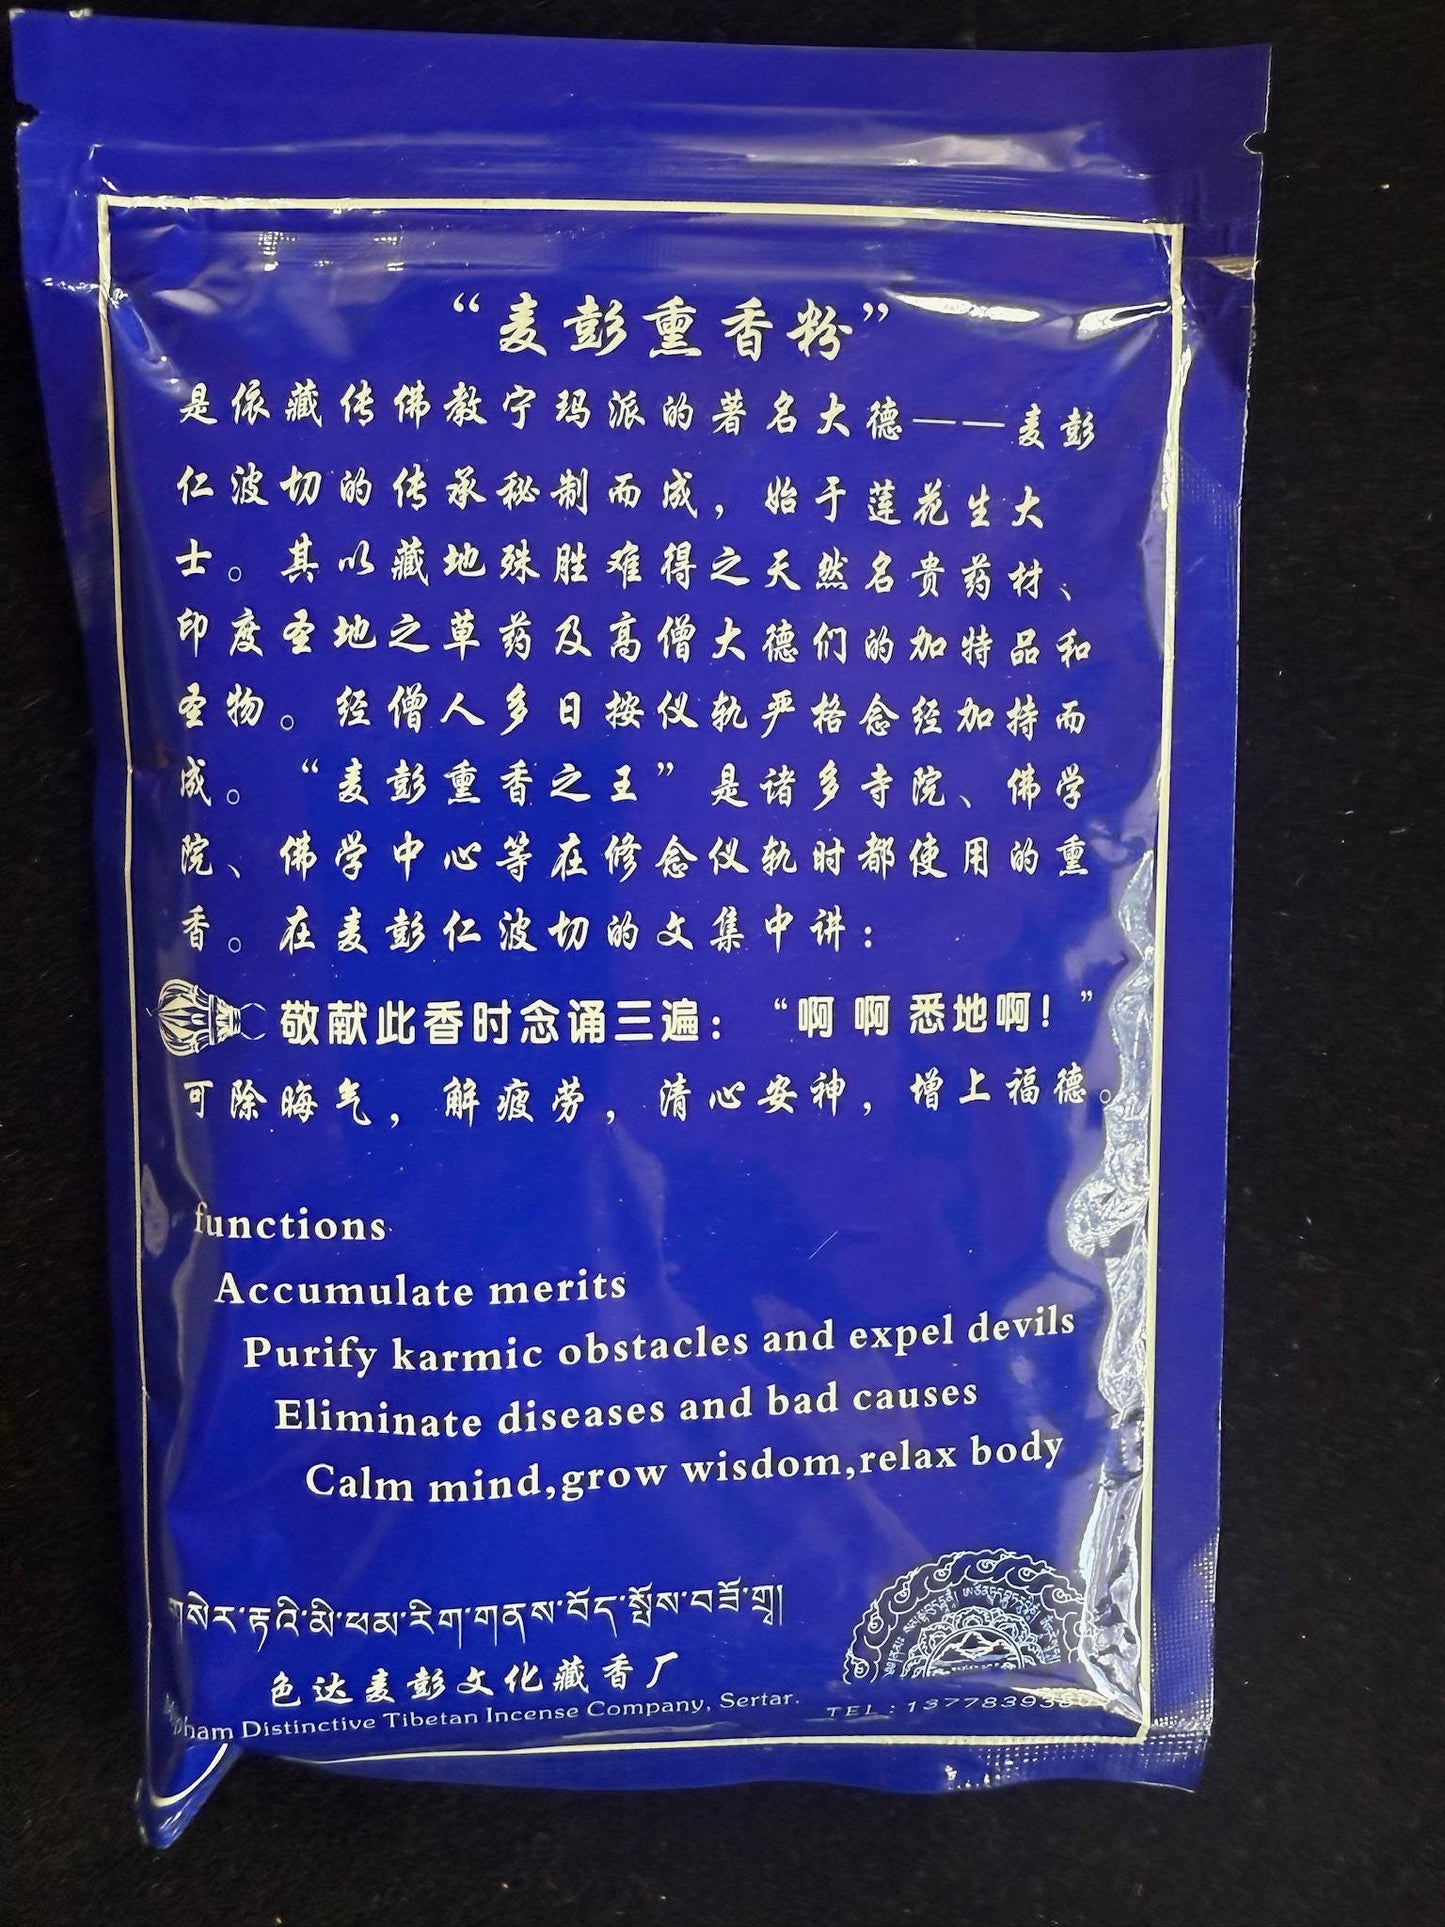 “麦彭熏香粉”
是依藏传佛教宁玛派的著名大德——麦彭
仁波切的传承秘制而成，始于莲花生大
士。其以藏地殊胜难得之天然名贵药材、
印度圣地之草药及高僧大德们的加特品和
圣物。经僧人多日按仪轨严格念经加持而
成。“麦彭熏香之王”是诸多寺院、佛学
院、佛学中心等在修念仪轨时都使用的熏
香。在麦彭仁波切的文集中讲：
敬献此香时念诵三遍：“啊 啊 悉地啊！”
可除晦气，解疲劳，清心安神，增上福德。
functions
Accumulate merits
Purify karmic obstacles and expel devils
Eliminate diseases and bad causes
Calm mind,grow wisdom,relax body
གསེར་རྟའི་མི་ཕམ་རིག་གནས་བོད་སྤོས་བཟོ་གྲྭ།
色达麦彭文化藏香厂
Distinctive Tibetan Incense Company, Sertar.
TEL: